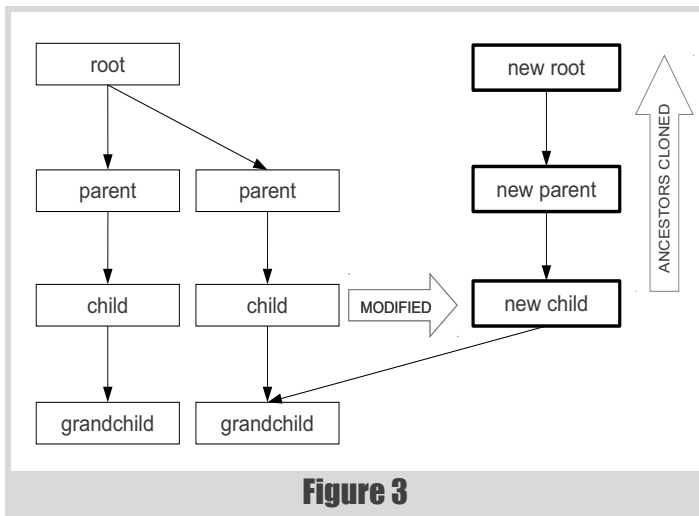 root
new root
parent
parent
new parent
ANCESTORS CLONED
child
child
MODIFIED
new child
grandchild
grandchild
Figure 3